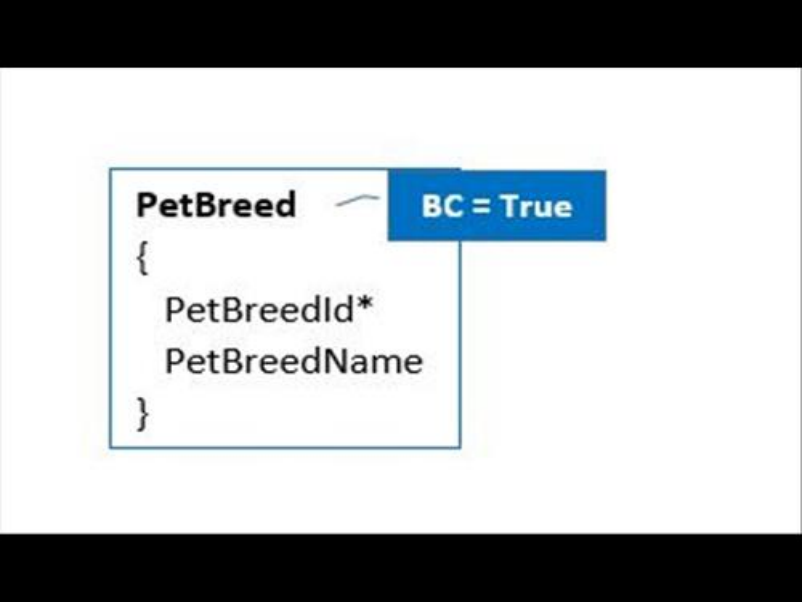 PetBreed
BC = True
{
PetBreedId*
PetBreedName
}